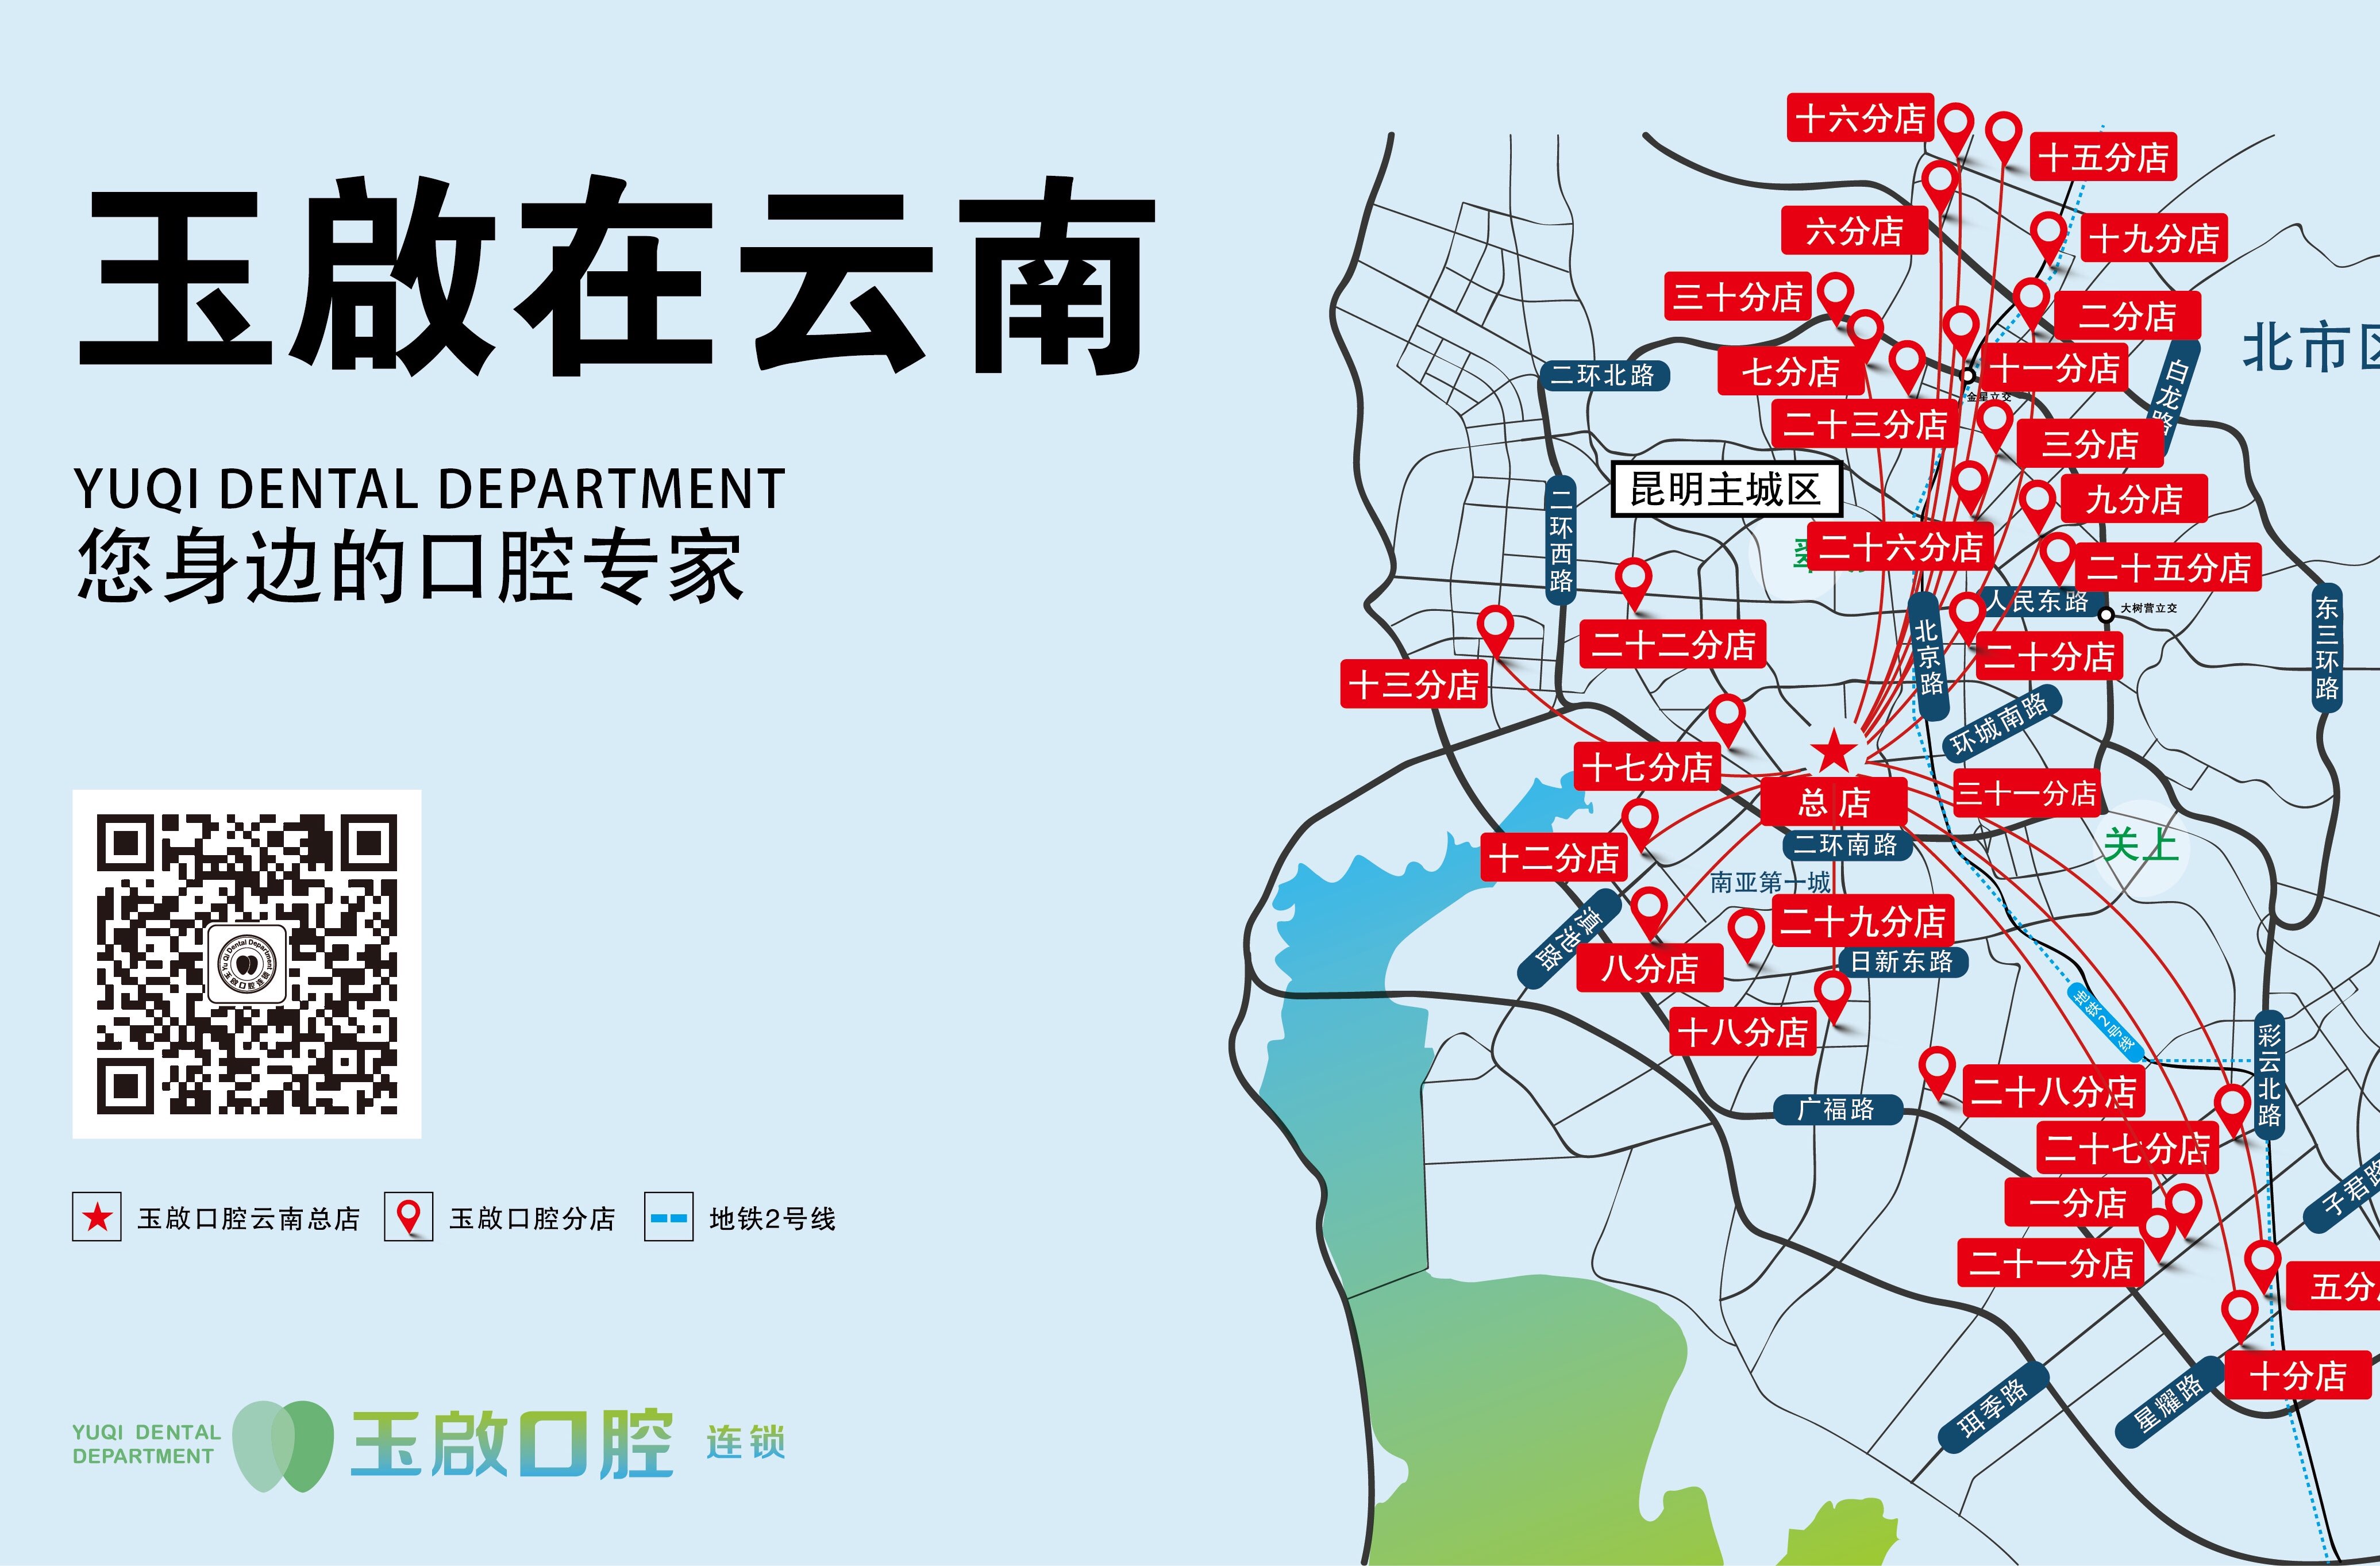 玉啟在云南
YUQI DENTAL DEPARTMENT
您身边的口腔专家
Yu Qi Dental Department
玉啟口腔连锁
玉啟口腔云南总店
玉啟口腔分店
地铁2号线
YUQI DENTAL
DEPARTMENT
玉啟口腔 连锁
十六分店
十五分店
六分店
十九分店
三十分店
二分店
北市区
七分店
十一分店
白龙路
二环北路
金星立交
二十三分店
三分店
昆明主城区
九分店
二环西路
二十六分店
二十五分店
人民东路
大树营立交
东三环路
二十二分店
北京路
二十分店
十三分店
环城南路
十七分店
三十一分店
总店
二环南路
关上
十二分店
南亚第一城
滇池路
二十九分店
八分店
日新东路
十八分店
地铁2号线
彩云北路
二十八分店
广福路
二十七分店
子君路
一分店
二十一分店
五分
十分店
珥季路
星耀路